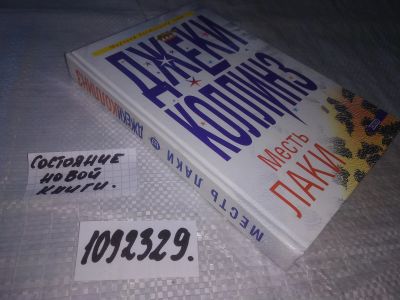 ДЖЕКИ
КОЛЛИНЗ
Месть
ЛАКИ
ДЖЕКИ КОЛЛИНЗ
МЕСТЬ ЛАКИ
СОСТОЯНИЕ
НОВОЙ
КНИГИ.
1092329.